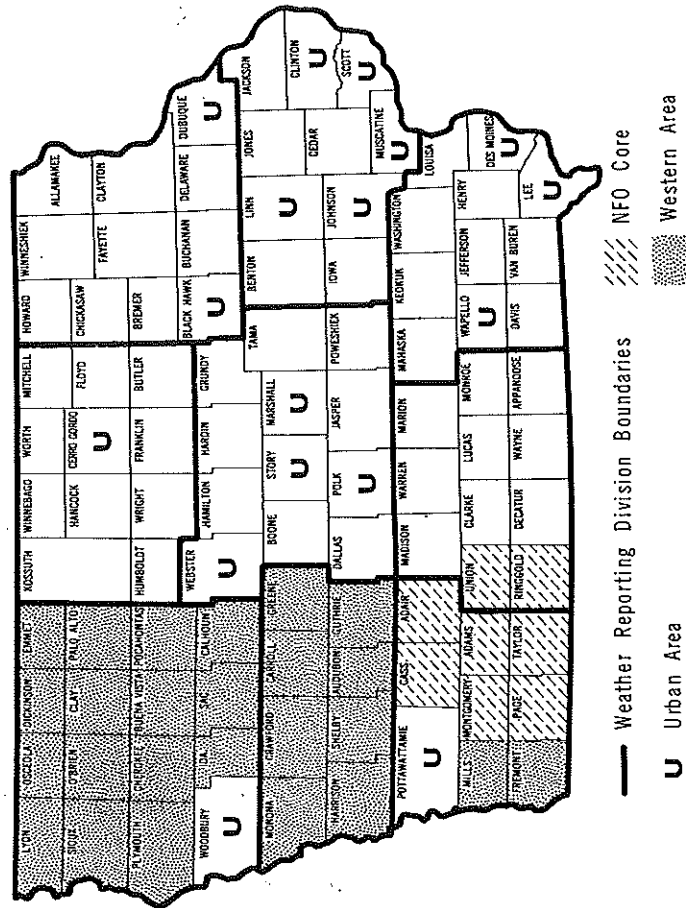 LYON OSCEOLA DICKINSON EMMET KOSSUTH WINNEBAGO WORTH MITCHELL HOWARD WINNESHIEK ALLAMAKEE
SIOUX O'BRIEN CLAY PALO ALTO HANCOCK CERRO GORDO FLOYD CHICKASAW
U
FAYETTE CLAYTON
PLYMOUTH CHEROKEE BUENA VISTA POCAHONTAS HUMBOLDT WRIGHT FRANKLIN BUTLER BREMER
WOODBURY IDA SAC CALHOUN WEBSTER HAMILTON HARDIN GRUNDY BLACK HAWK BUCHANAN DELAWARE DUBUQUE
U U U U
MONONA CRAWFORD CARROLL GREENE BOONE STORY MARSHALL TAMA BENTON LINN JONES JACKSON
U U U
CLINTON
U
CEDAR
HARRISON SHELBY AUDUBON GUTHRIE DALLAS POLK JASPER POWESHIEK IOWA JOHNSON SCOTT
U U U
MUSCATINE
U
POTTAWATTAMIE CASS ADAIR MADISON WARREN MARION MAHASKA KEOKUK WASHINGTON LOUISA
U
MILLS MONTGOMERY ADAMS UNION CLARKE LUCAS MONROE WAPELLO JEFFERSON HENRY DES MOINES
U U
FREMONT PAGE TAYLOR RINGGOLD DECATUR WAYNE APPANOOSE DAVIS VAN BUREN LEE
U
Weather Reporting Division Boundaries
NFO Core
U Urban Area
Western Area